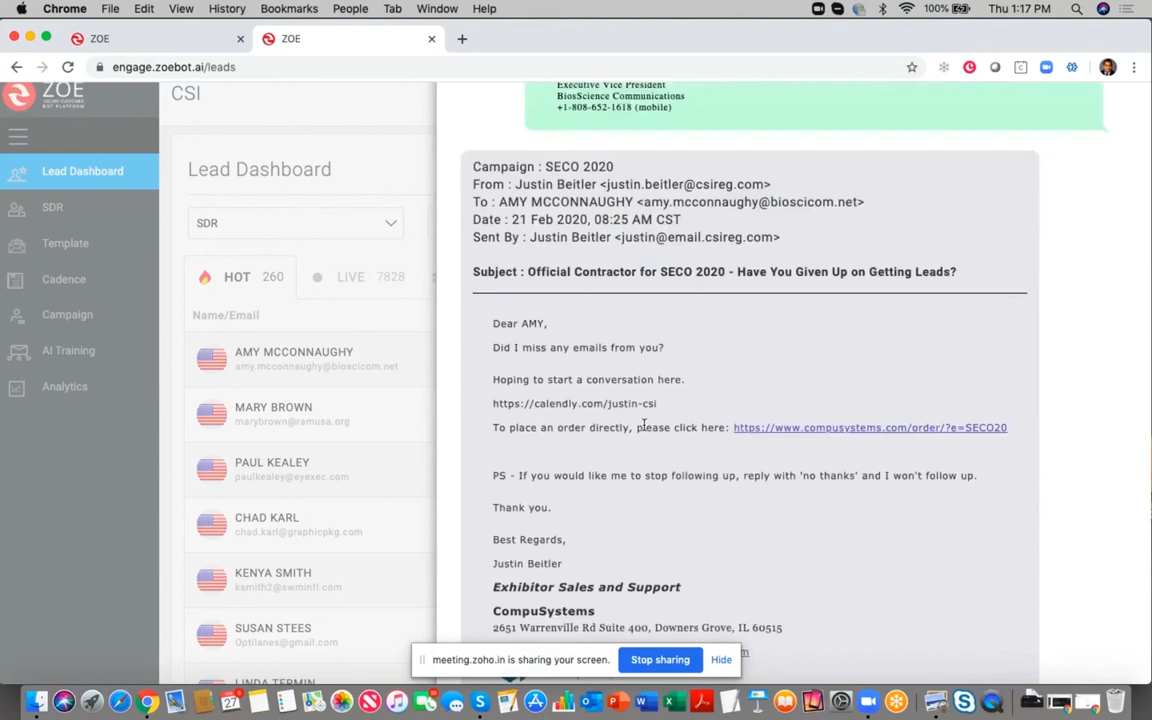 Chrome File Edit View History Bookmarks People Tab Window Help 100% Thu 1:17 PM
ZOE ZOE
engage.zoebot.ai/leads
ZOE
CSI
Executive Vice President
BioScience Communications
+1-808-652-1618 (mobile)
Lead Dashboard
SDR
Template
Cadence
Campaign
AI Training
Analytics
Lead Dashboard
SDR
HOT 260 LIVE 7828
Name/Email
AMY MCCONNAUGHY
amy.mcconnaughy@bioscicom.net
MARY BROWN
marybrown@ramusa.org
PAUL KEALEY
paulkealey@eyexec.com
CHAD KARL
chad.karl@graphicpkg.com
KENYA SMITH
ksmith2@swmintl.com
SUSAN STEES
Optilanes@gmail.com
LINDA TERMIN
Campaign : SECO 2020
From : Justin Beitler <justin.beitler@csireg.com>
To : AMY MCCONNAUGHY <amy.mcconnaughy@bioscicom.net>
Date : 21 Feb 2020, 08:25 AM CST
Sent By : Justin Beitler <justin@email.csireg.com>
Subject : Official Contractor for SECO 2020 - Have You Given Up on Getting Leads?
Dear AMY,
Did I miss any emails from you?
Hoping to start a conversation here.
https://calendly.com/justin-csi
To place an order directly, please click here: https://www.compusystems.com/order/?e=SECO20
PS - If you would like me to stop following up, reply with 'no thanks' and I won't follow up.
Thank you.
Best Regards,
Justin Beitler
Exhibitor Sales and Support
CompuSystems
2651 Warrenville Rd Suite 400, Downers Grove, IL 60515
meeting.zoho.in is sharing your screen. Stop sharing Hide